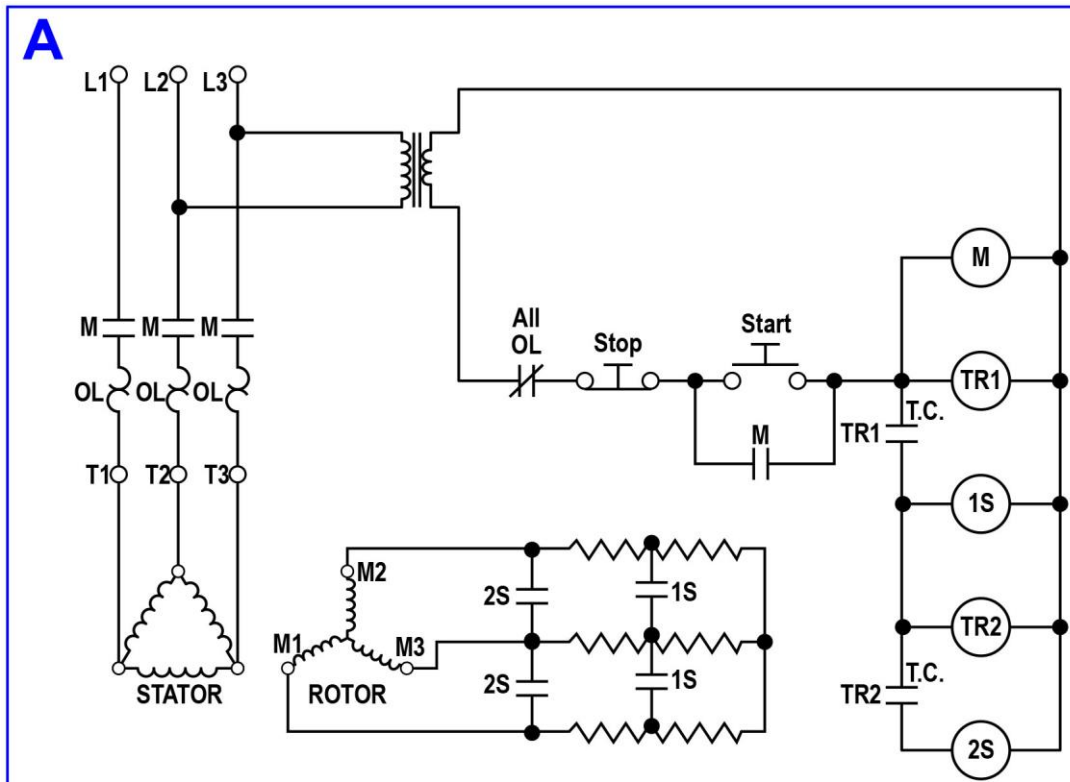 A
L1 L2 L3
M
M M M
All
OL
Stop
Start
OL OL OL
TR1
T.C.
TR1
M
T1 T2 T3
1S
M2
2S
1S
TR2
M1
M3
T.C.
STATOR
ROTOR
2S
1S
TR2
2S